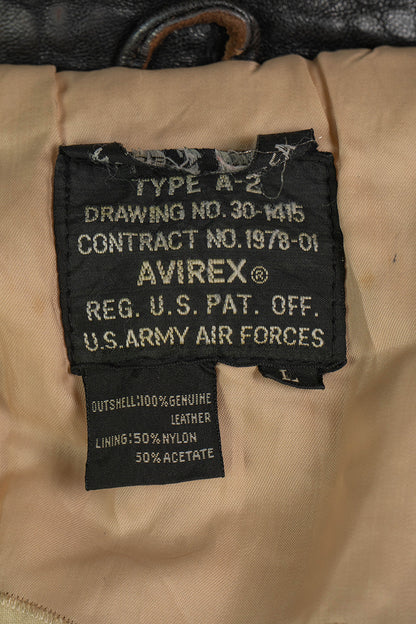 TYPE A-2
DRAWING NO. 30-1415
CONTRACT NO. 1978-01
AVIREX®
REG. U.S. PAT. OFF.
U.S. ARMY AIR FORCES
L
OUTSHELL: 100% GENUINE
LEATHER
LINING: 50% NYLON
50% ACETATE